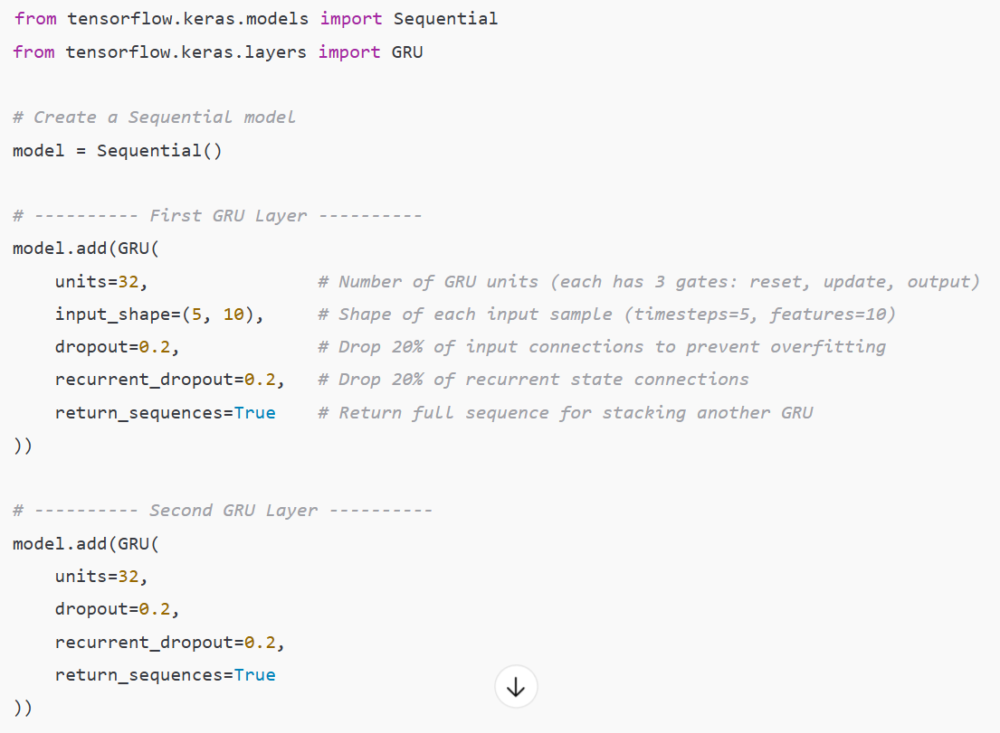 from tensorflow.keras.models import Sequential
from tensorflow.keras.layers import GRU
# Create a Sequential model
model = Sequential()
# ---------- First GRU Layer ----------
model.add(GRU(
    units=32,                # Number of GRU units (each has 3 gates: reset, update, output)
    input_shape=(5, 10),     # Shape of each input sample (timesteps=5, features=10)
    dropout=0.2,             # Drop 20% of input connections to prevent overfitting
    recurrent_dropout=0.2,   # Drop 20% of recurrent state connections
    return_sequences=True    # Return full sequence for stacking another GRU
))
# ---------- Second GRU Layer ----------
model.add(GRU(
    units=32,
    dropout=0.2,
    recurrent_dropout=0.2,
    return_sequences=True
))